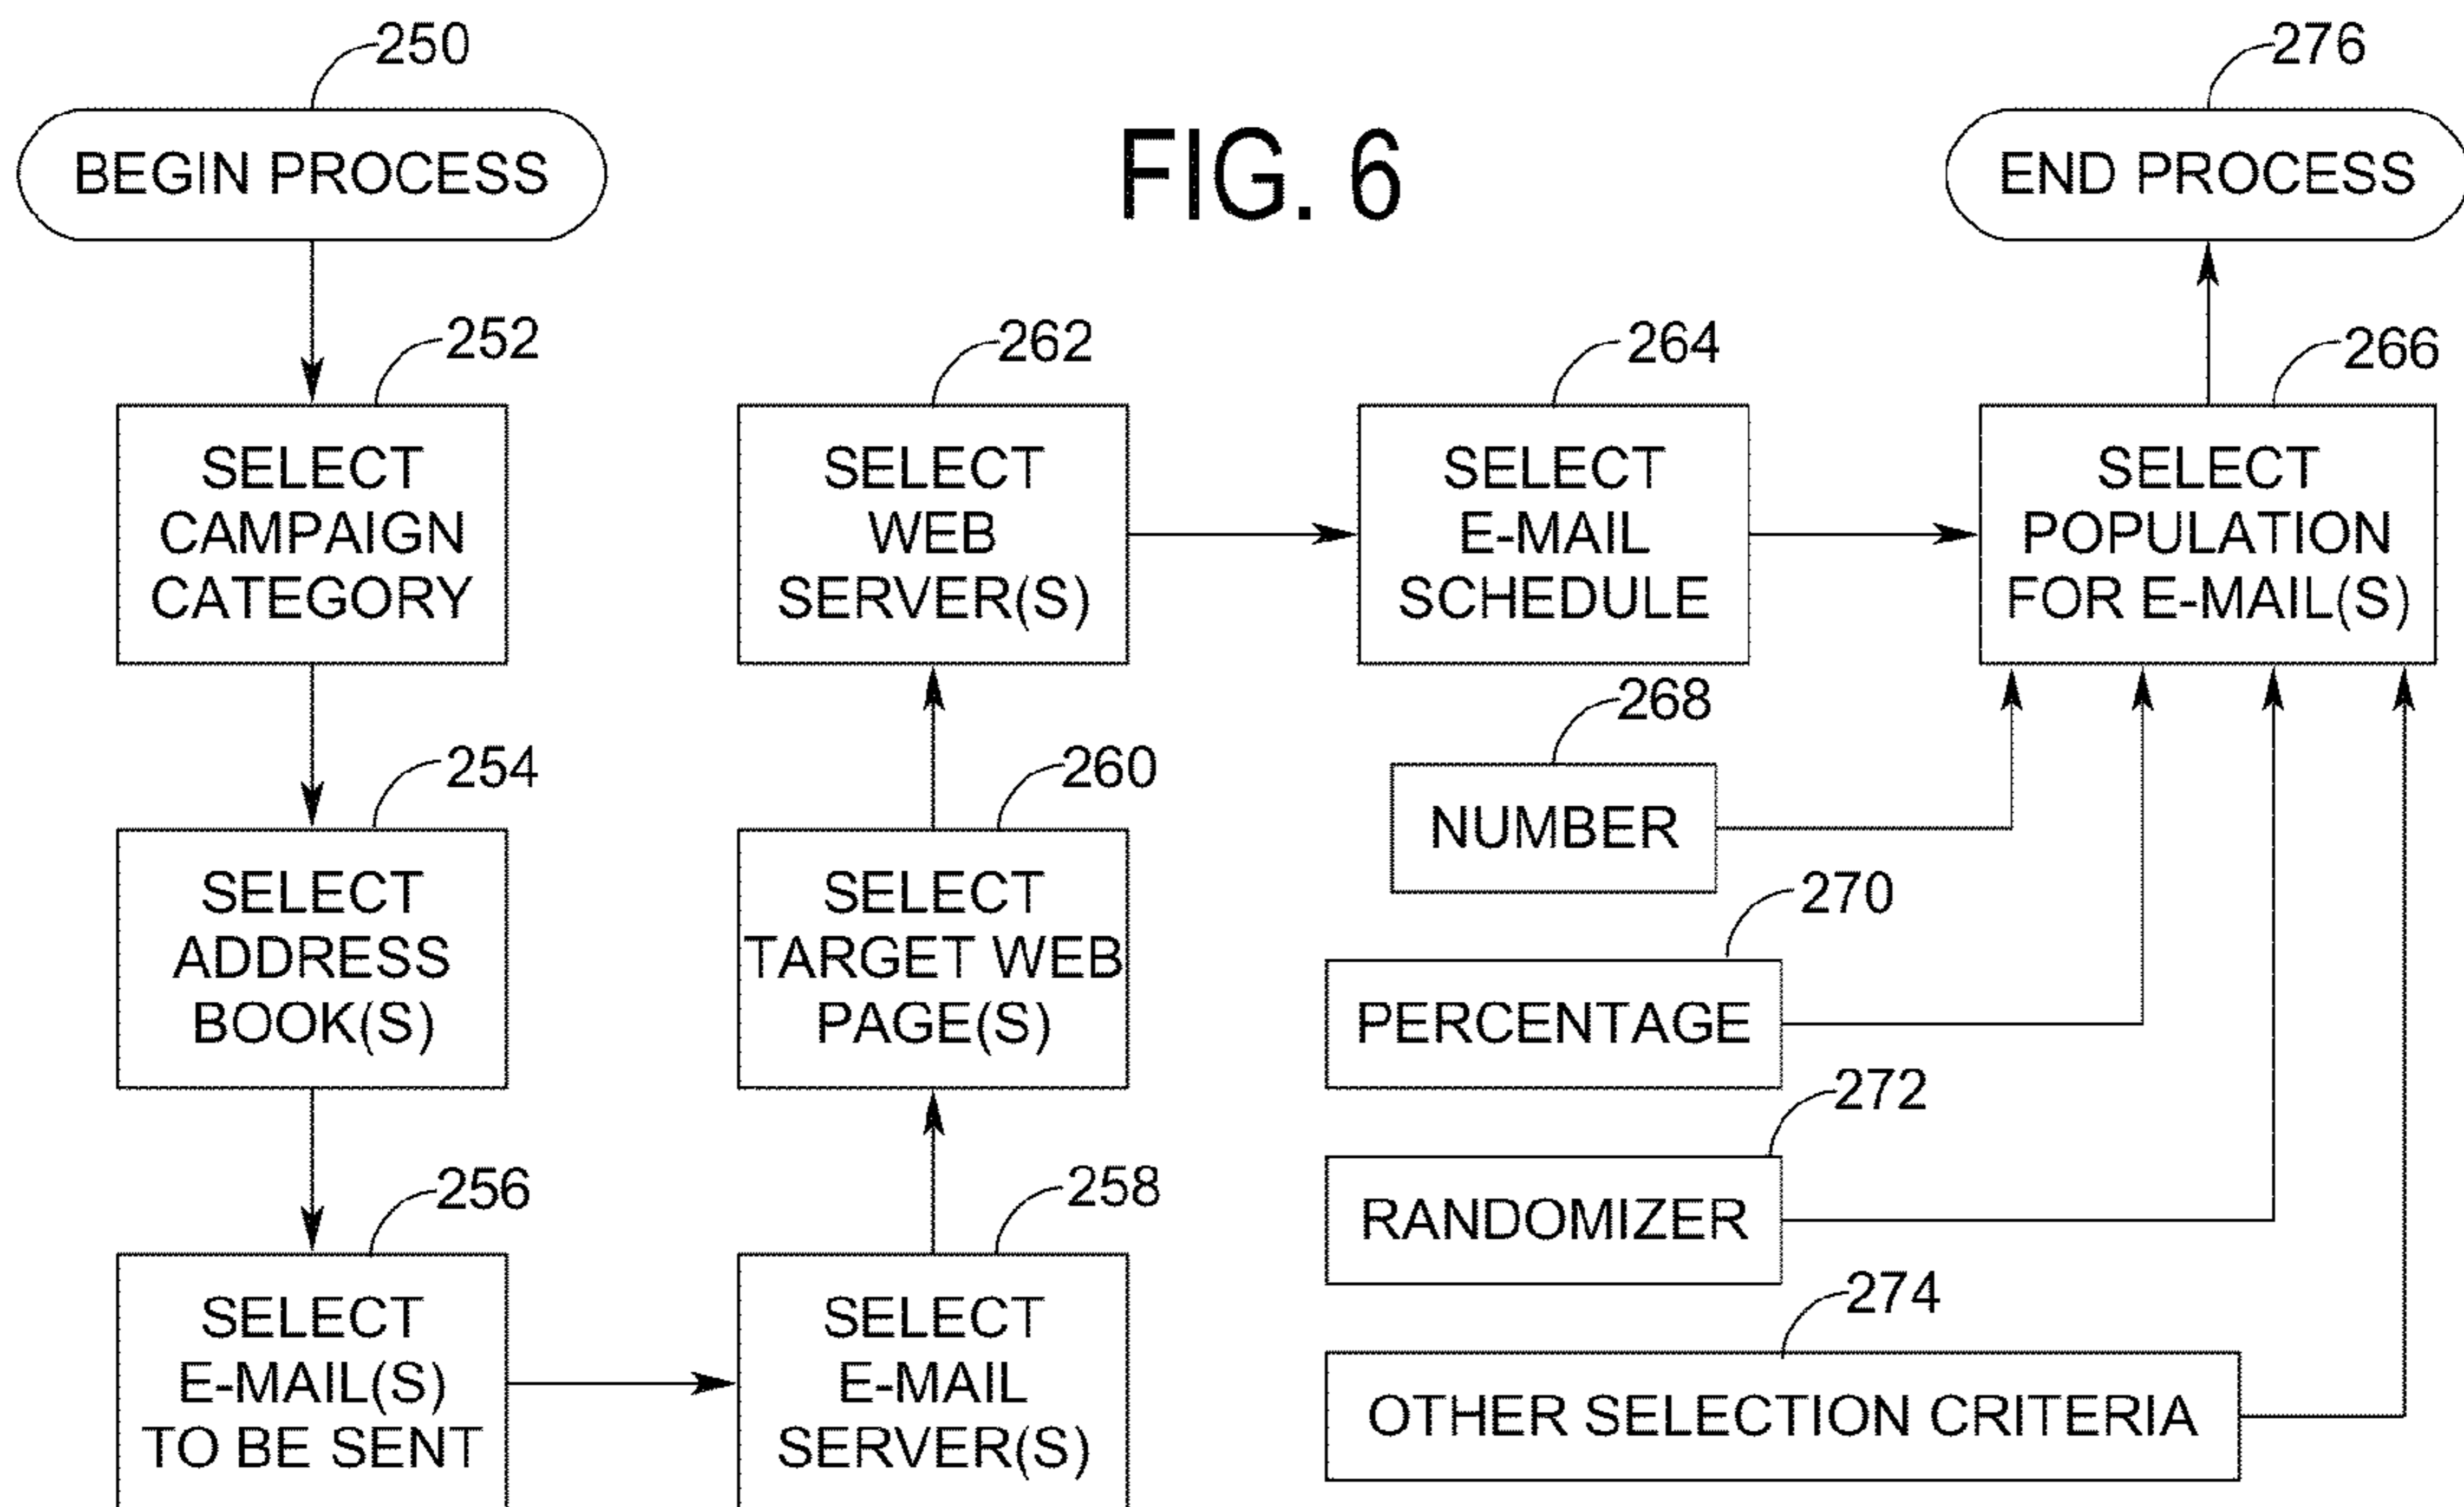 250
BEGIN PROCESS
FIG. 6
276
END PROCESS
252
SELECT
CAMPAIGN
CATEGORY
254
SELECT
ADDRESS
BOOK(S)
256
SELECT
E-MAIL(S)
TO BE SENT
258
SELECT
E-MAIL
SERVER(S)
260
SELECT
TARGET WEB
PAGE(S)
262
SELECT
WEB
SERVER(S)
264
SELECT
E-MAIL
SCHEDULE
266
SELECT
POPULATION
FOR E-MAIL(S)
268
NUMBER
270
PERCENTAGE
272
RANDOMIZER
274
OTHER SELECTION CRITERIA